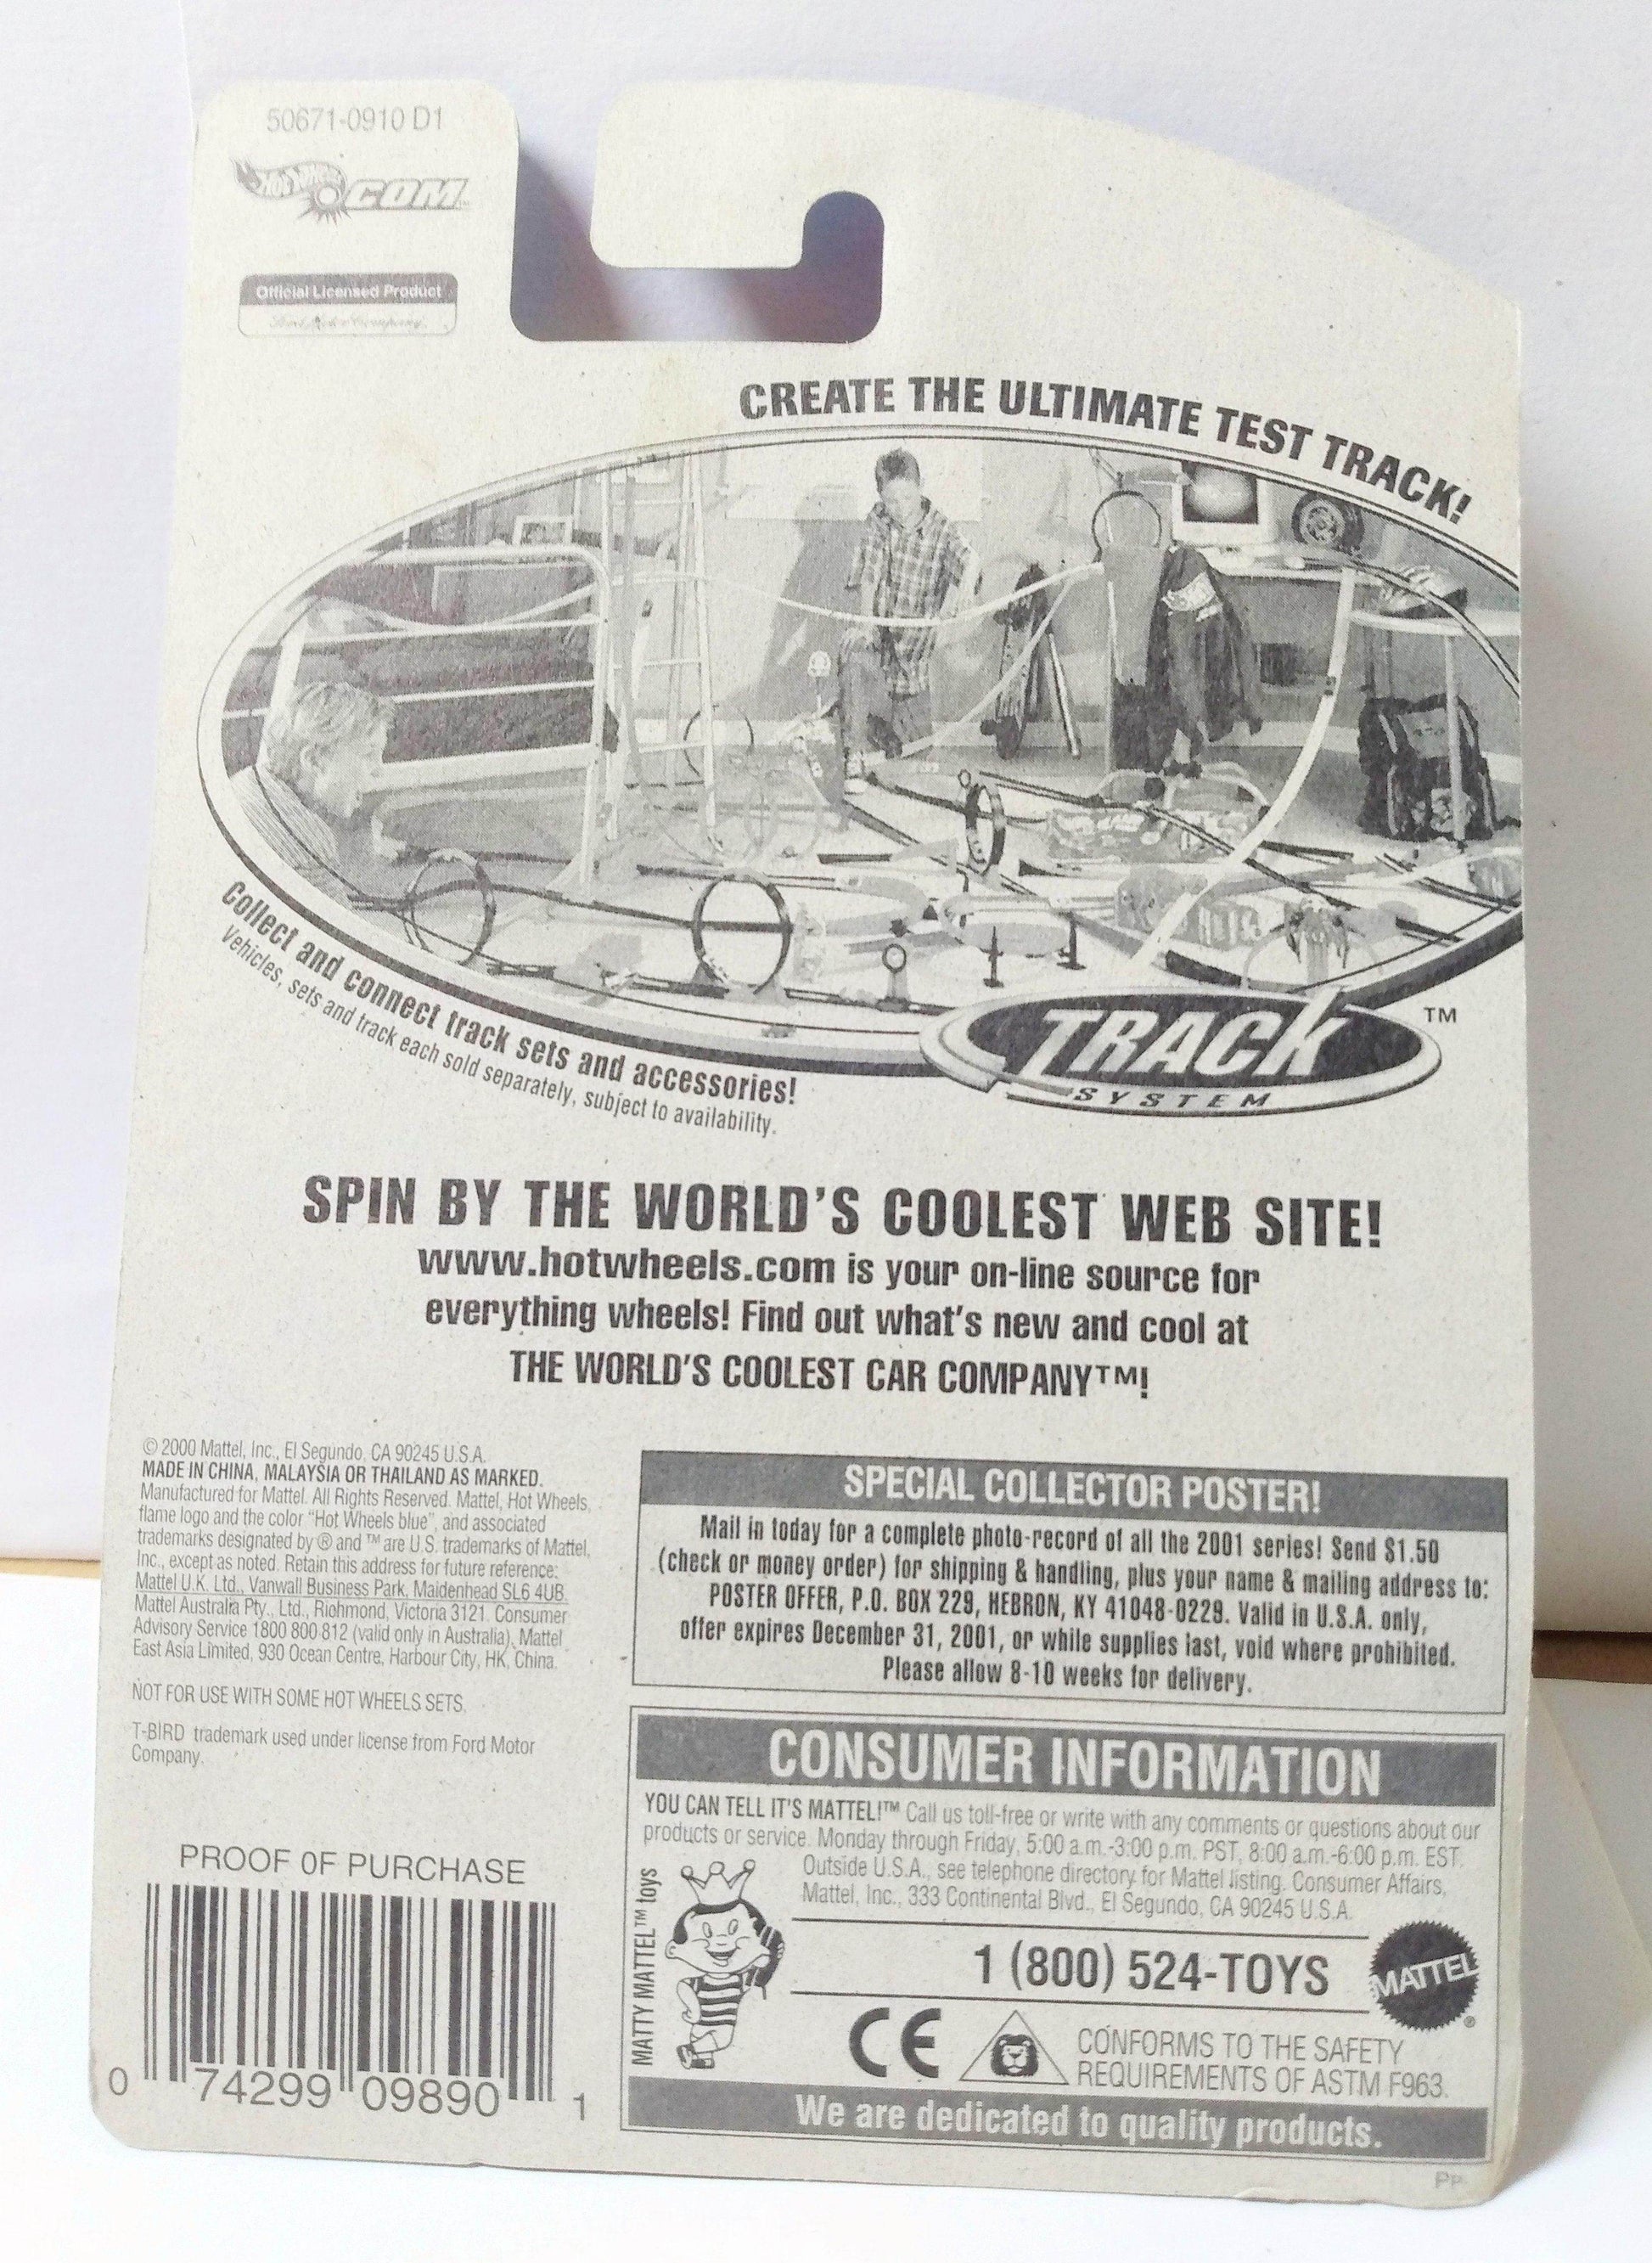 50671-0910 D1
HOT WHEELS.COM™
Official Licensed Product
Ford Motor Company
CREATE THE ULTIMATE TEST TRACK!
Collect and connect track sets and accessories!
Vehicles, sets and track each sold separately, subject to availability.
TRACK ™
SYSTEM
SPIN BY THE WORLD'S COOLEST WEB SITE!
www.hotwheels.com is your on-line source for
everything wheels! Find out what's new and cool at
THE WORLD'S COOLEST CAR COMPANY™!
© 2000 Mattel, Inc., El Segundo, CA 90245 U.S.A.
MADE IN CHINA, MALAYSIA OR THAILAND AS MARKED.
Manufactured for Mattel. All Rights Reserved. Mattel, Hot Wheels,
flame logo and the color "Hot Wheels blue", and associated
trademarks designated by ® and ™ are U.S. trademarks of Mattel,
Inc., except as noted. Retain this address for future reference:
Mattel U.K. Ltd., Vanwall Business Park, Maidenhead SL6 4UB.
Mattel Australia Pty., Ltd., Richmond, Victoria 3121. Consumer
Advisory Service 1800 800 812 (valid only in Australia). Mattel
East Asia Limited, 930 Ocean Centre, Harbour City, HK, China.
NOT FOR USE WITH SOME HOT WHEELS SETS.
T-BIRD trademark used under license from Ford Motor
Company.
PROOF OF PURCHASE
0 74299 09890 1
SPECIAL COLLECTOR POSTER!
Mail in today for a complete photo-record of all the 2001 series! Send $1.50
(check or money order) for shipping & handling, plus your name & mailing address to:
POSTER OFFER, P.O. BOX 229, HEBRON, KY 41048-0229. Valid in U.S.A. only,
offer expires December 31, 2001, or while supplies last, void where prohibited.
Please allow 8-10 weeks for delivery.
CONSUMER INFORMATION
YOU CAN TELL IT'S MATTEL!™ Call us toll-free or write with any comments or questions about our
products or service. Monday through Friday, 5:00 a.m.-3:00 p.m. PST, 8:00 a.m.-6:00 p.m. EST.
Outside U.S.A., see telephone directory for Mattel listing. Consumer Affairs,
Mattel, Inc., 333 Continental Blvd., El Segundo, CA 90245 U.S.A.
MATTY MATTEL™ toys
1 (800) 524-TOYS
MATTEL®
CE
CONFORMS TO THE SAFETY
REQUIREMENTS OF ASTM F963.
We are dedicated to quality products.
PP